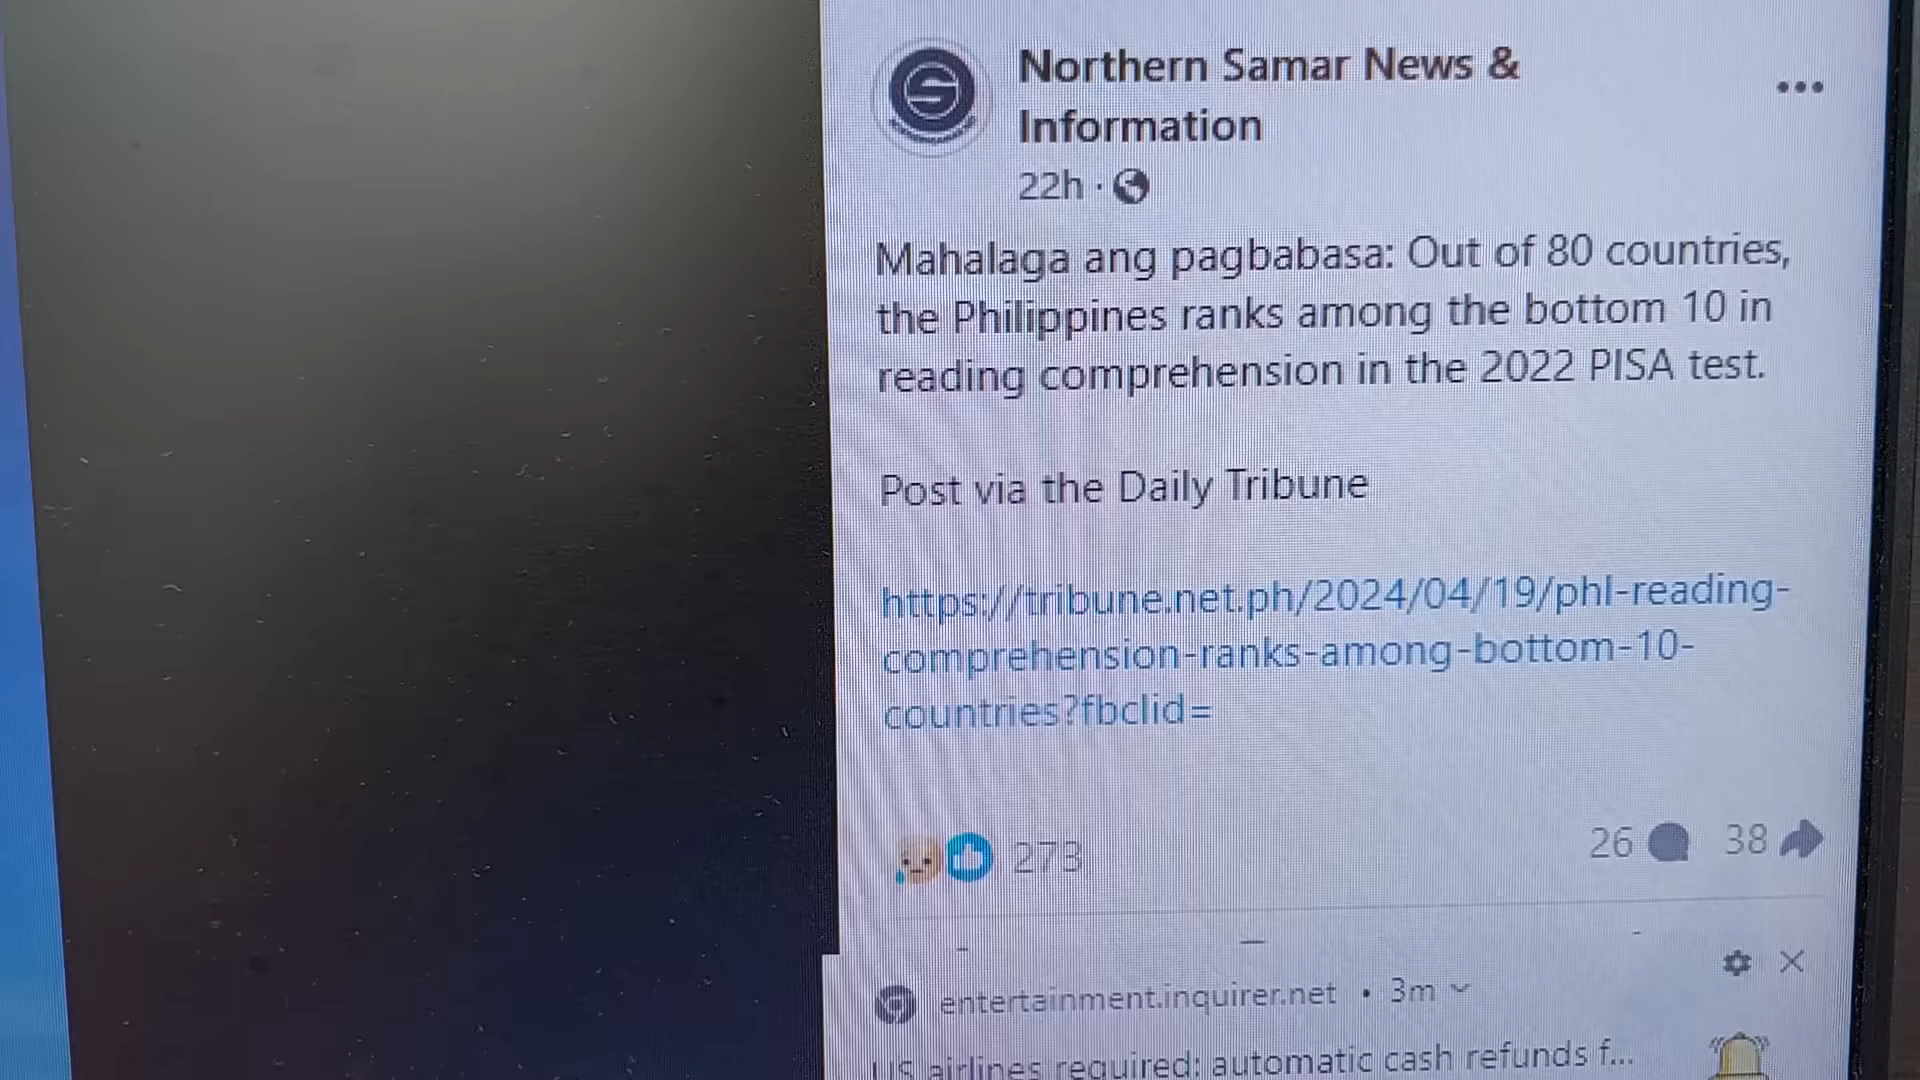 Northern Samar News &
Information
22h ·
Mahalaga ang pagbabasa: Out of 80 countries,
the Philippines ranks among the bottom 10 in
reading comprehension in the 2022 PISA test.
Post via the Daily Tribune
https://tribune.net.ph/2024/04/19/phl-reading-
comprehension-ranks-among-bottom-10-
countries?fbclid=
273
26
38
entertainment.inquirer.net • 3m
US airlines required: automatic cash refunds f...